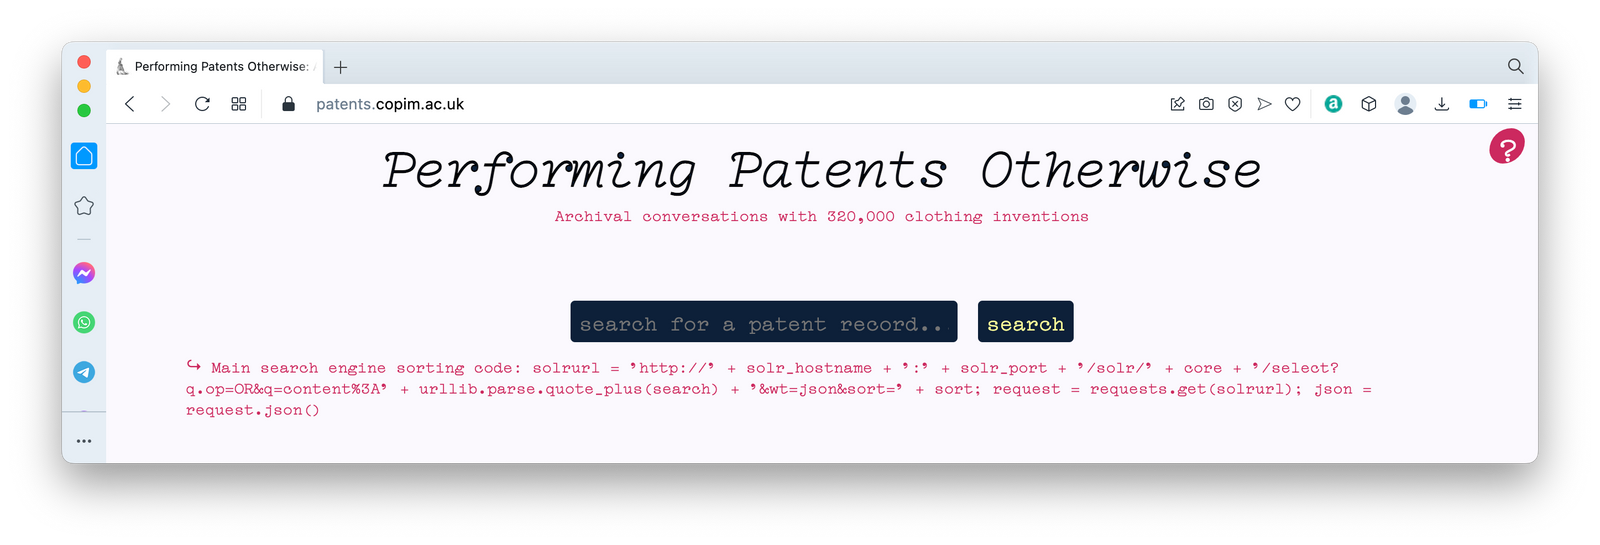 Performing Patents Otherwise:
patents.copim.ac.uk
?
Performing Patents Otherwise
Archival conversations with 320,000 clothing inventions
search for a patent record..
search
↪ Main search engine sorting code: solrurl = ’http://’ + solr_hostname + ’:’ + solr_port + ’/solr/’ + core + ’/select?
q.op=OR&q=content%3A’ + urllib.parse.quote_plus(search) + ’&wt=json&sort=’ + sort; request = requests.get(solrurl); json =
request.json()